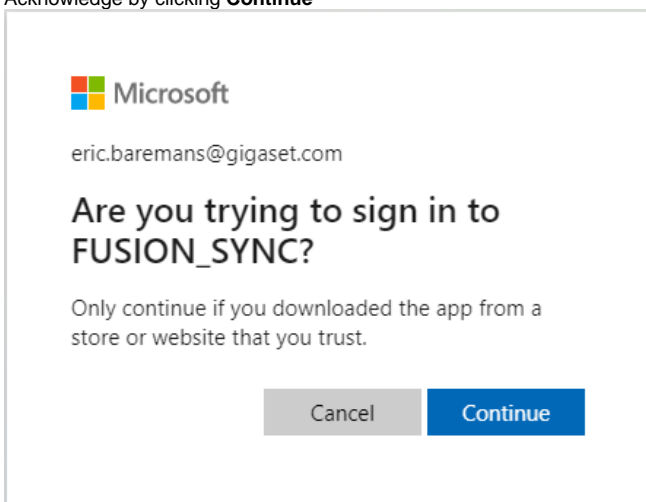 Acknowledge by clicking Continue
Microsoft
eric.baremans@gigaset.com
Are you trying to sign in to
FUSION_SYNC?
Only continue if you downloaded the app from a
store or website that you trust.
Cancel Continue